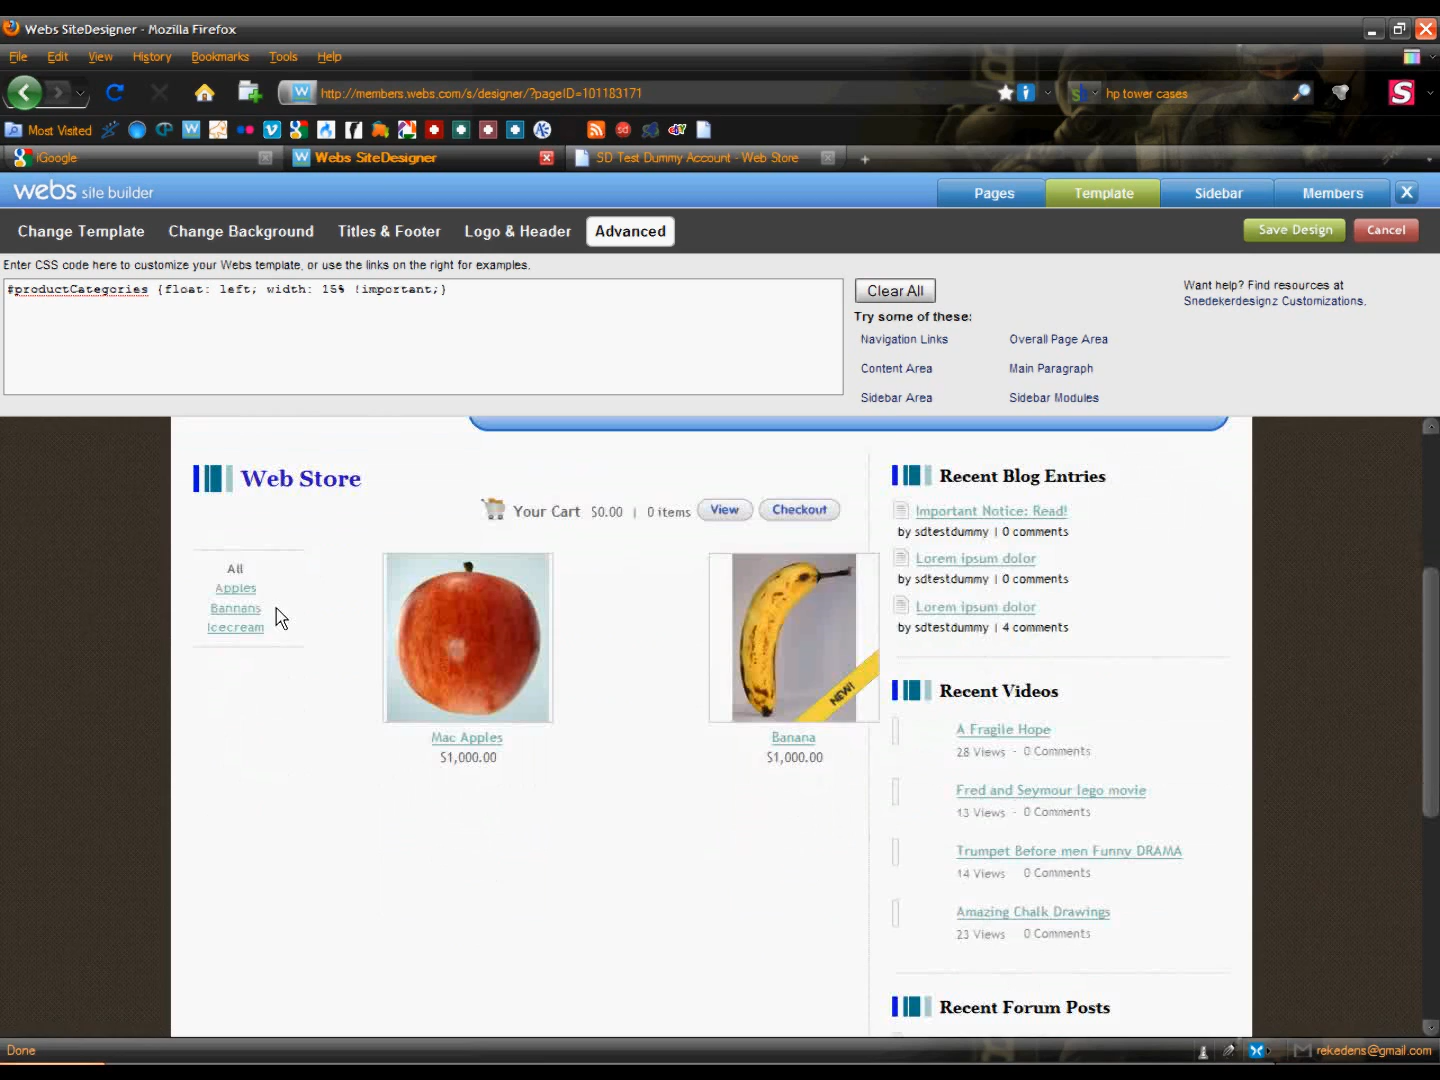 Webs SiteDesigner - Mozilla Firefox
File Edit View History Bookmarks Tools Help
http://members.webs.com/s/designer/?pageID=101183171
hp tower cases
Most Visited
iGoogle
Webs SiteDesigner
SD Test Dummy Account - Web Store
webs site builder
Pages Template Sidebar Members X
Change Template Change Background Titles & Footer Logo & Header Advanced
Save Design Cancel
Enter CSS code here to customize your Webs template, or use the links on the right for examples.
#productCategories {float: left; width: 15% !important;}
Clear All
Try some of these:
Navigation Links Overall Page Area
Content Area Main Paragraph
Sidebar Area Sidebar Modules
Want help? Find resources at
Snedekerdesignz Customizations.
Web Store
Your Cart $0.00 | 0 items View Checkout
All
Apples
Bannans
Icecream
Mac Apples
$1,000.00
NEW!
Banana
$1,000.00
Recent Blog Entries
Important Notice: Read!
by sdtestdummy | 0 comments
Lorem ipsum dolor
by sdtestdummy | 0 comments
Lorem ipsum dolor
by sdtestdummy | 4 comments
Recent Videos
A Fragile Hope
28 Views - 0 Comments
Fred and Seymour lego movie
13 Views - 0 Comments
Trumpet Before men Funny DRAMA
14 Views 0 Comments
Amazing Chalk Drawings
23 Views 0 Comments
Recent Forum Posts
Done
rekedens@gmail.com